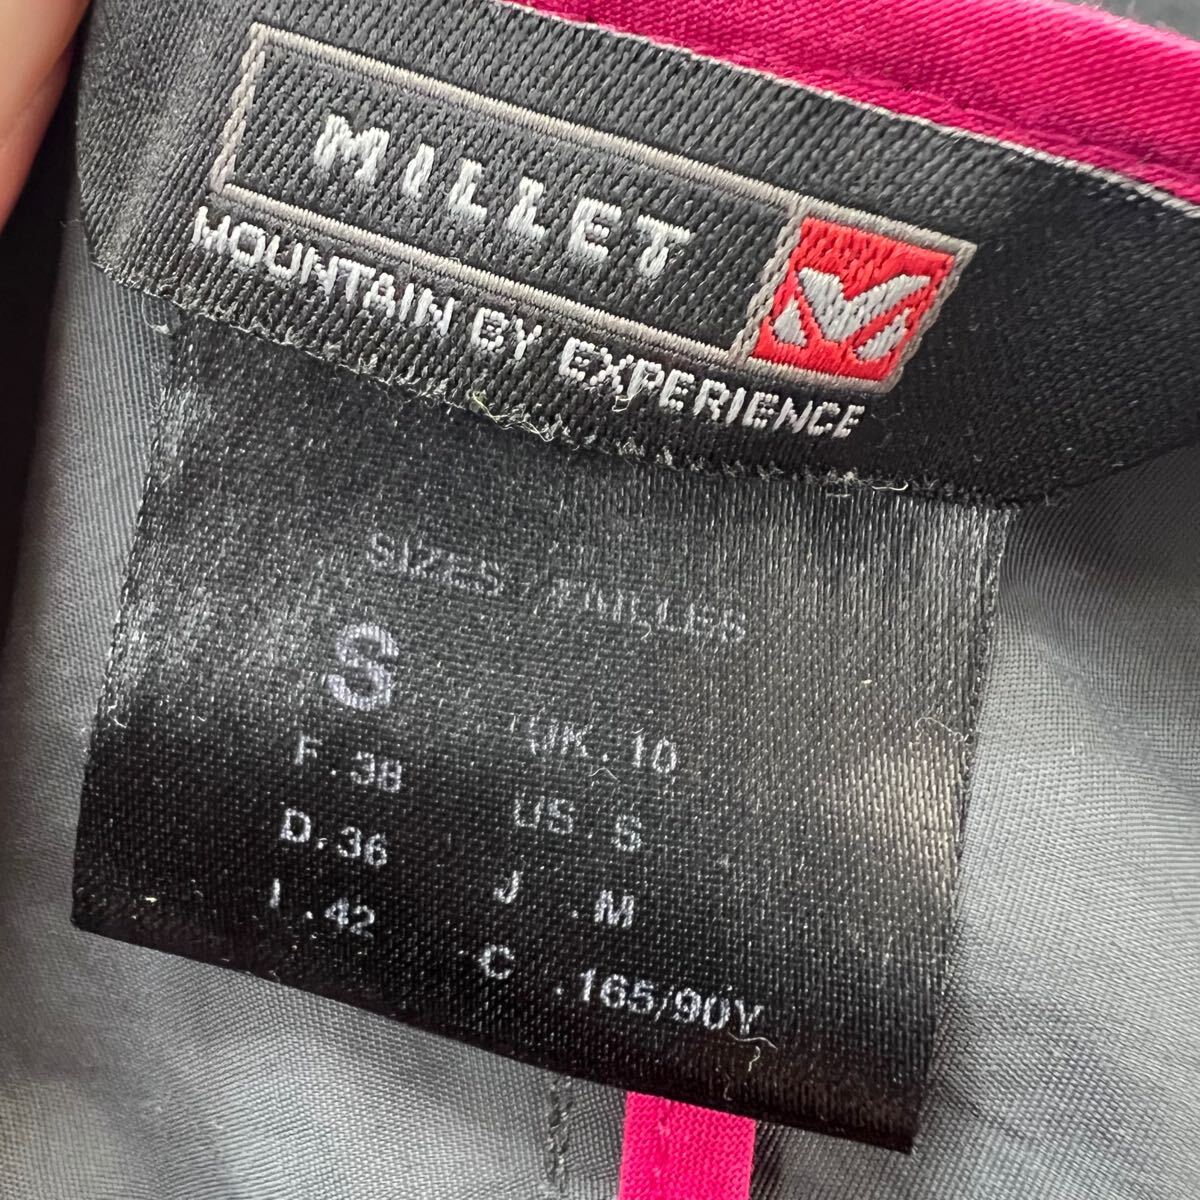 MILLET
MOUNTAIN BY EXPERIENCE
SIZES / TAILLES
S
F.38 UK.10
D.36 US.S
I.42 J.M
C.165/90Y